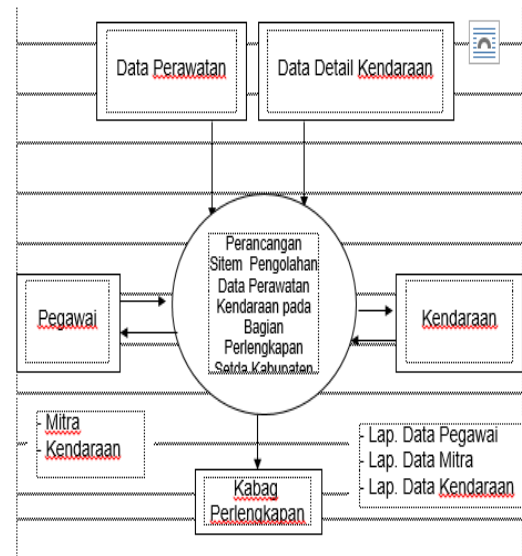 Data Perawatan
Data Detail Kendaraan
Perancangan
Sitem Pengolahan
Data Perawatan
Kendaraan pada
Bagian
Perlengkapan
Setda Kabupaten
Pegawai
Kendaraan
- Mitra
- Kendaraan
- Lap. Data Pegawai
- Lap. Data Mitra
- Lap. Data Kendaraan
Kabag
Perlengkapan